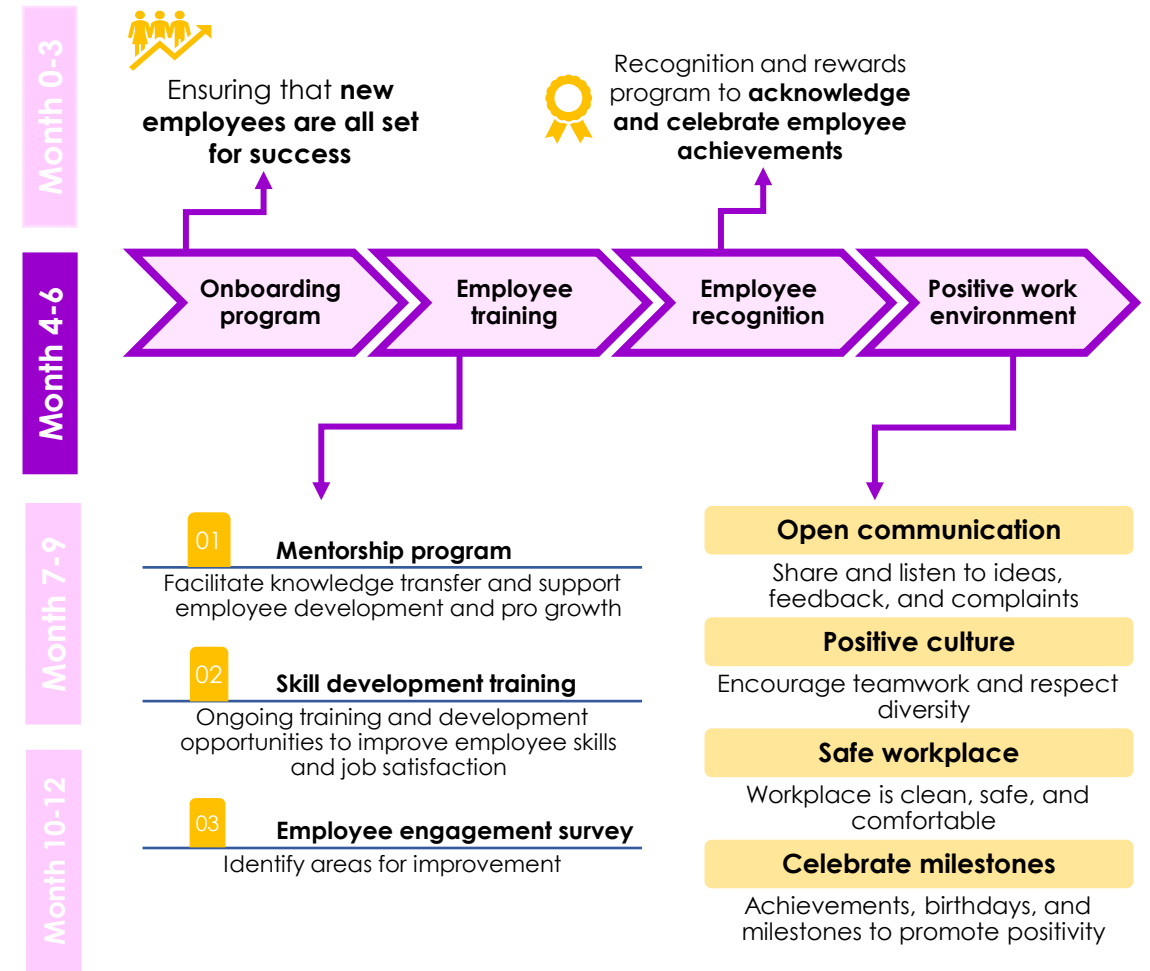 Month 0-3
Month 4-6
Month 7-9
Month 10-12
Ensuring that new
employees are all set
for success
Recognition and rewards
program to acknowledge
and celebrate employee
achievements
Onboarding
program
Employee
training
Employee
recognition
Positive work
environment
01
Mentorship program
Facilitate knowledge transfer and support
employee development and pro growth
02
Skill development training
Ongoing training and development
opportunities to improve employee skills
and job satisfaction
03
Employee engagement survey
Identify areas for improvement
Open communication
Share and listen to ideas,
feedback, and complaints
Positive culture
Encourage teamwork and respect
diversity
Safe workplace
Workplace is clean, safe, and
comfortable
Celebrate milestones
Achievements, birthdays, and
milestones to promote positivity